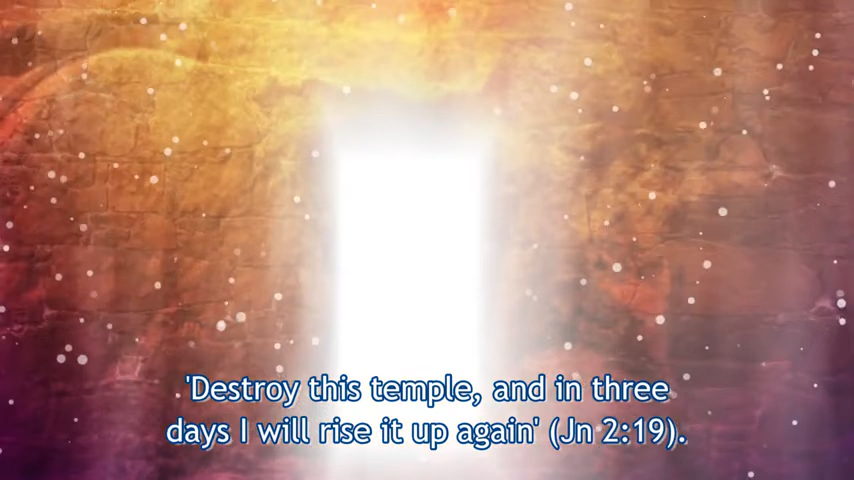 'Destroy this temple, and in three
days I will rise it up again' (Jn 2:19).